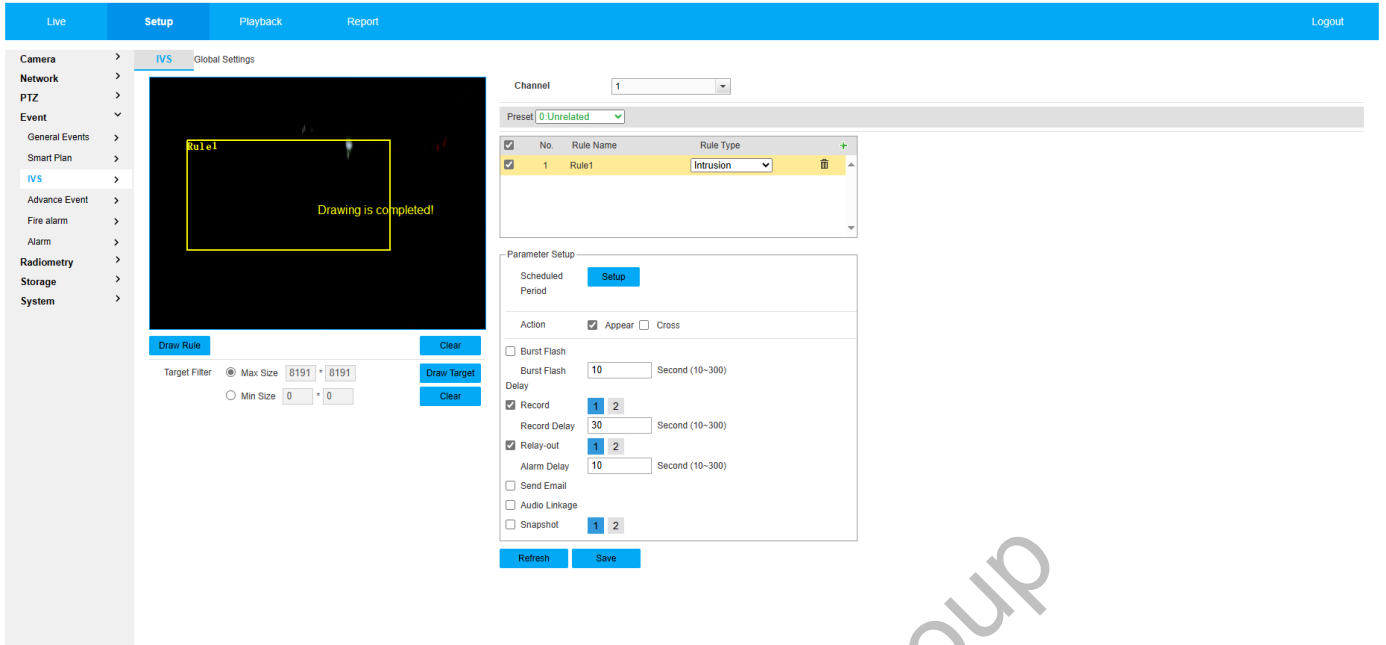 Live Setup Playback Report Logout
Camera
Network
PTZ
Event
General Events
Smart Plan
IVS
Advance Event
Fire alarm
Alarm
Radiometry
Storage
System
IVS Global Settings
Rule1
Drawing is completed!
Draw Rule Clear
Target Filter Max Size 8191 * 8191 Draw Target
Min Size 0 * 0 Clear
Channel 1
Preset 0:Unrelated
No. Rule Name Rule Type +
1 Rule1 Intrusion
Parameter Setup
Scheduled Setup
Period
Action Appear Cross
Burst Flash
Burst Flash 10 Second (10~300)
Delay
Record 1 2
Record Delay 30 Second (10~300)
Relay-out 1 2
Alarm Delay 10 Second (10~300)
Send Email
Audio Linkage
Snapshot 1 2
Refresh Save